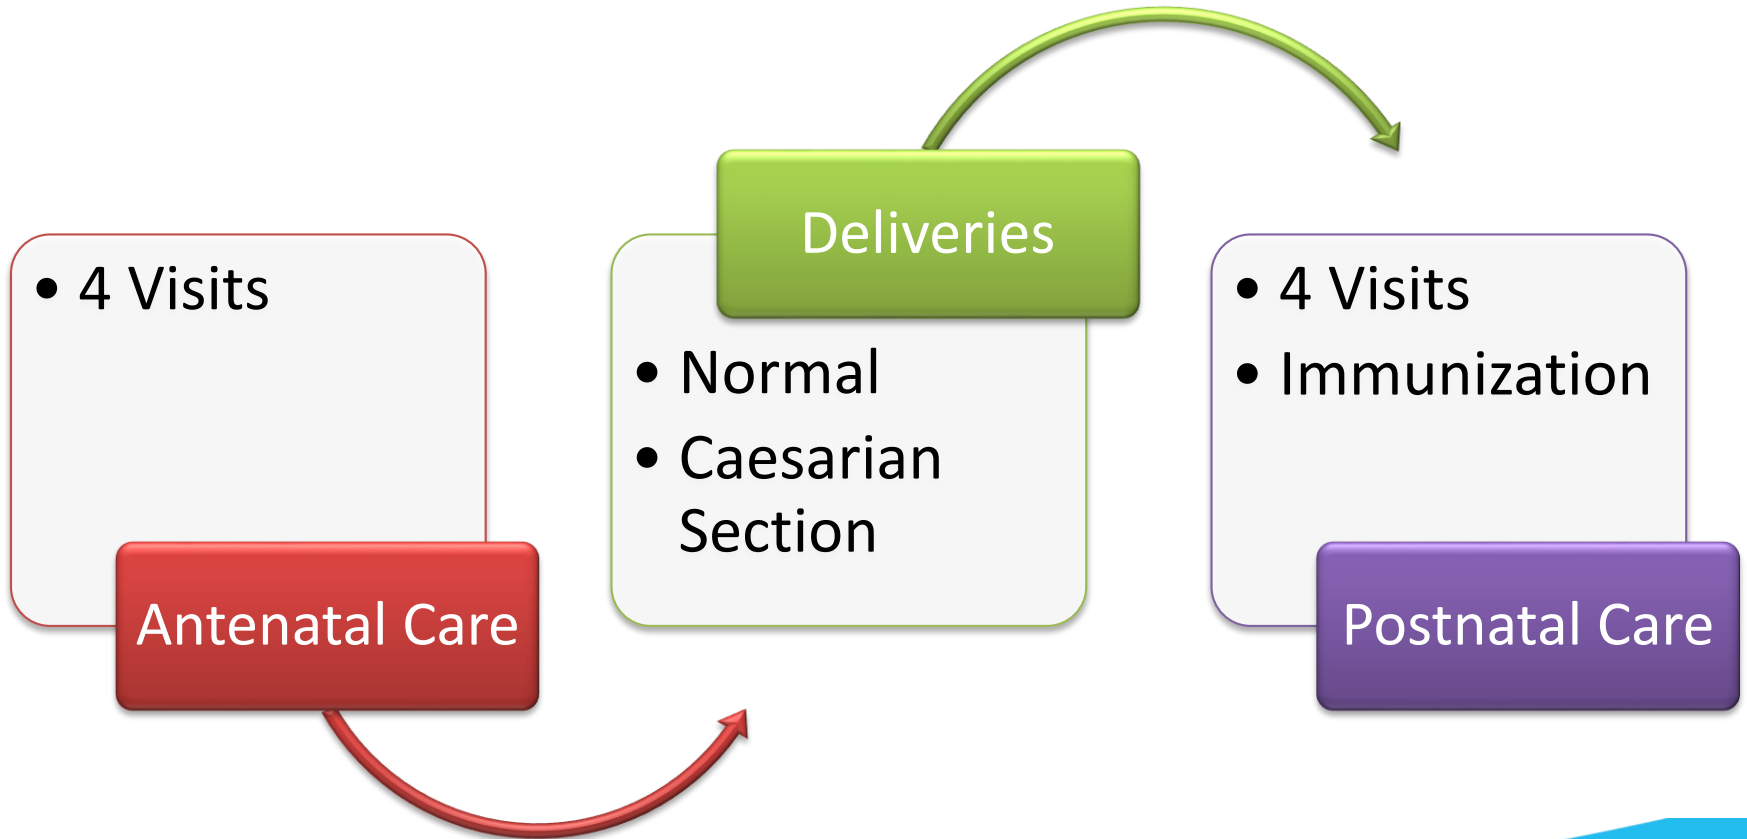 • 4 Visits
Antenatal Care
Deliveries
• Normal
• Caesarian
Section
• 4 Visits
• Immunization
Postnatal Care